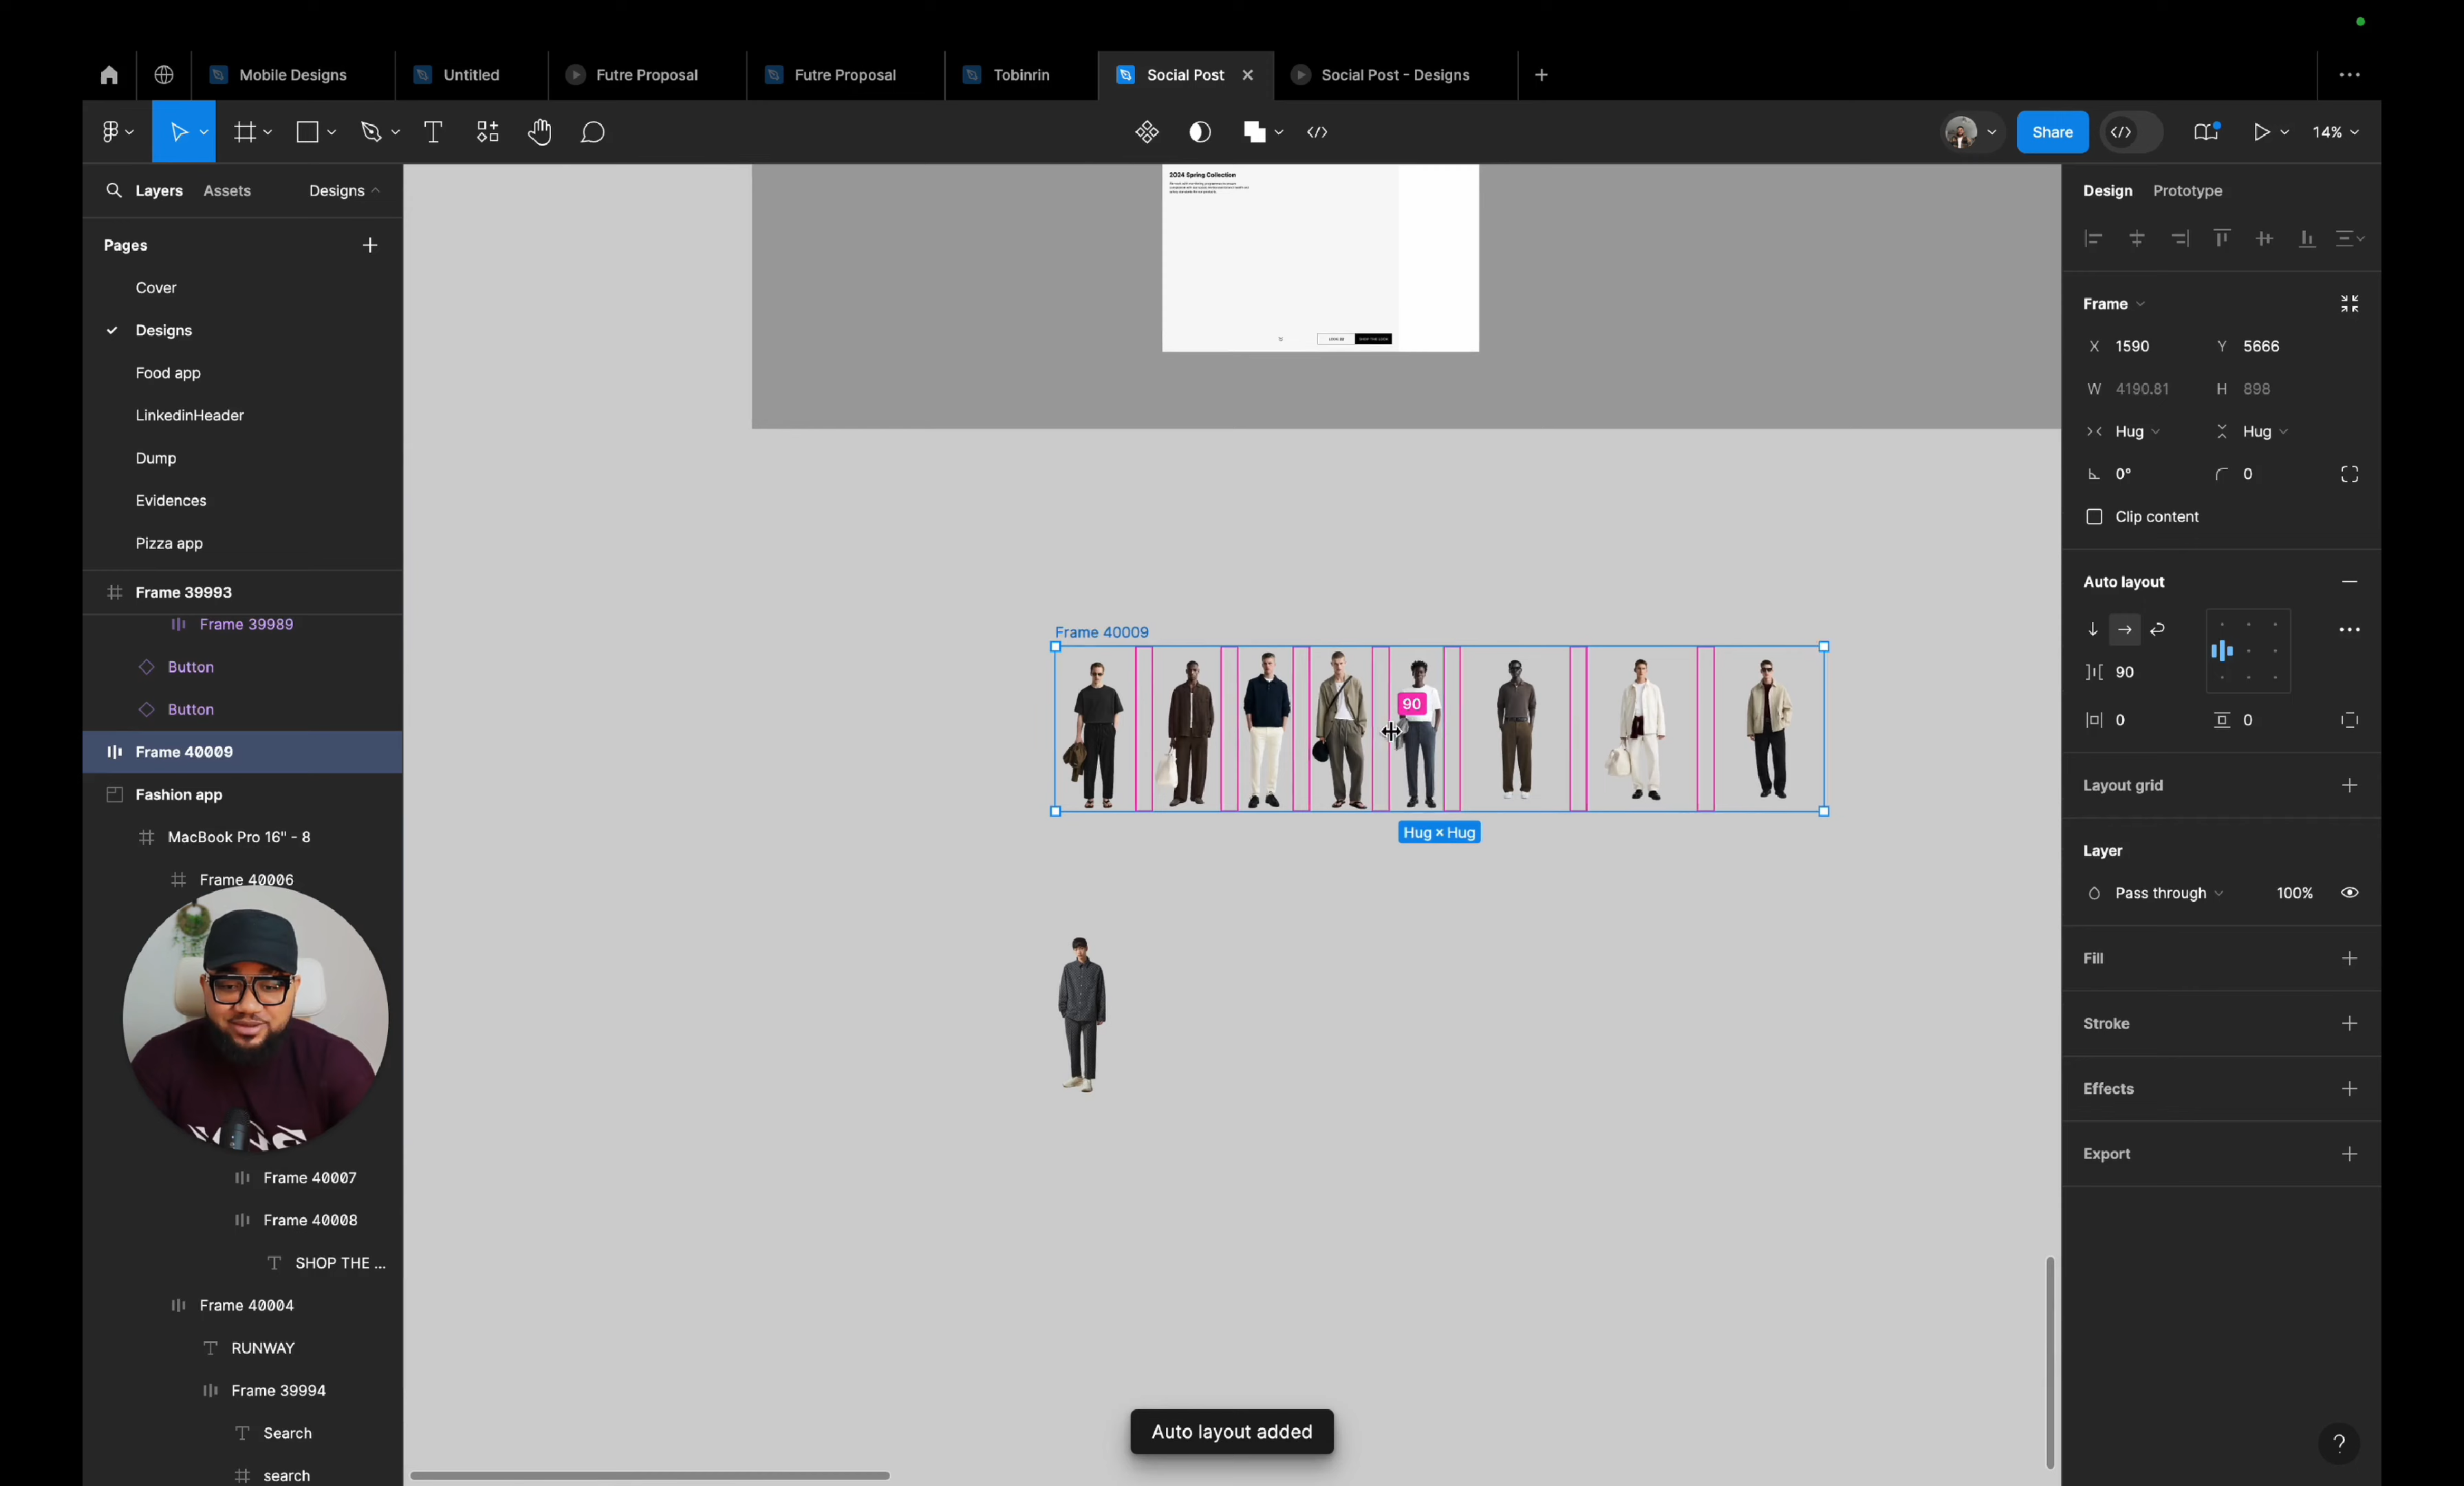 Mobile Designs
Untitled
Futre Proposal
Futre Proposal
Tobinrin
Social Post
Social Post - Designs
Share
14%
Layers
Assets
Designs
Pages
Cover
Designs
Food app
LinkedinHeader
Dump
Evidences
Pizza app
Frame 39993
Frame 39989
Button
Button
Frame 40009
Fashion app
MacBook Pro 16" - 8
Frame 40006
Frame 40007
Frame 40008
SHOP THE ...
Frame 40004
RUNWAY
Frame 39994
Search
search
2024 Spring Collection
SHOP THE LOOK
Frame 40009
90
Hug × Hug
Auto layout added
Design
Prototype
Frame
X 1590
Y 5666
W 4190.81
H 898
Hug
Hug
0°
0
Clip content
Auto layout
90
0
0
Layout grid
Layer
Pass through
100%
Fill
Stroke
Effects
Export
?